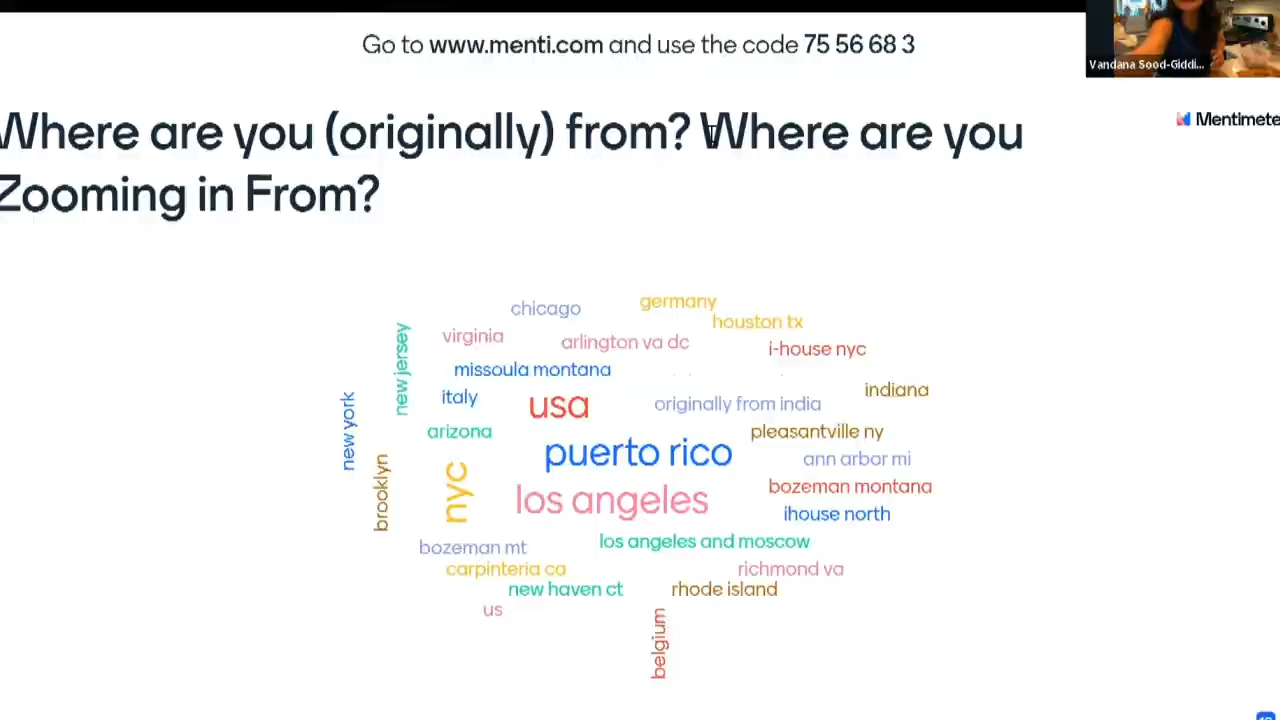 Go to www.menti.com and use the code 75 56 68 3
Vandana Sood-Giddi...
Where are you (originally) from? Where are you
Zooming in From?
Mentimete
chicago
germany
houston tx
virginia
arlington va dc
i-house nyc
new jersey
missoula montana
indiana
italy
usa
originally from india
new york
arizona
pleasantville ny
puerto rico
ann arbor mi
nyc
los angeles
bozeman montana
brooklyn
ihouse north
bozeman mt
los angeles and moscow
carpinteria ca
richmond va
new haven ct
rhode island
us
belgium